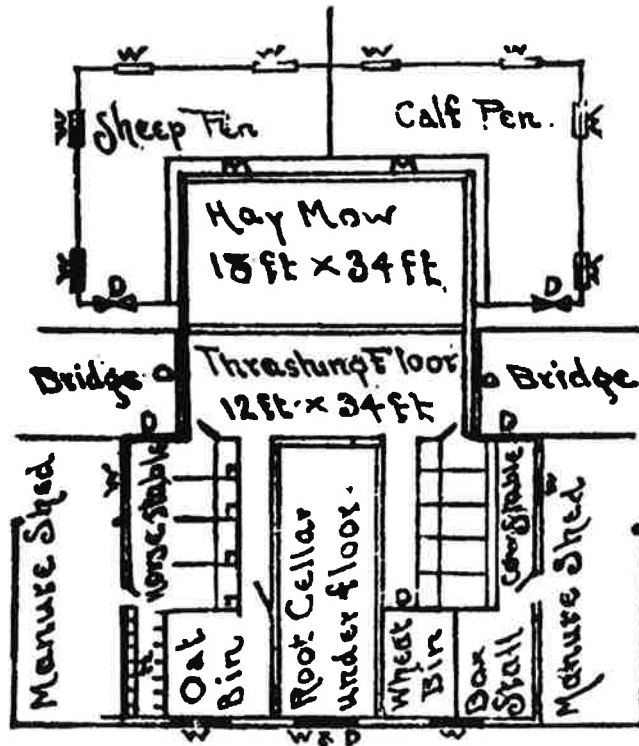 W W W W
Sheep Pen
Calf Pen.
W W
M M
Hay Mow
18 ft × 34 ft.
W W
D D
Bridge
Thrashing Floor
12 ft. × 34 ft
Bridge
D D
W W
Manure Shed
Horse Stable
Root Cellar
under floor.
Cow Stable
Manure Shed
H
Oat
Bin
Wheat
Bin
Box
Stall
W W & D W